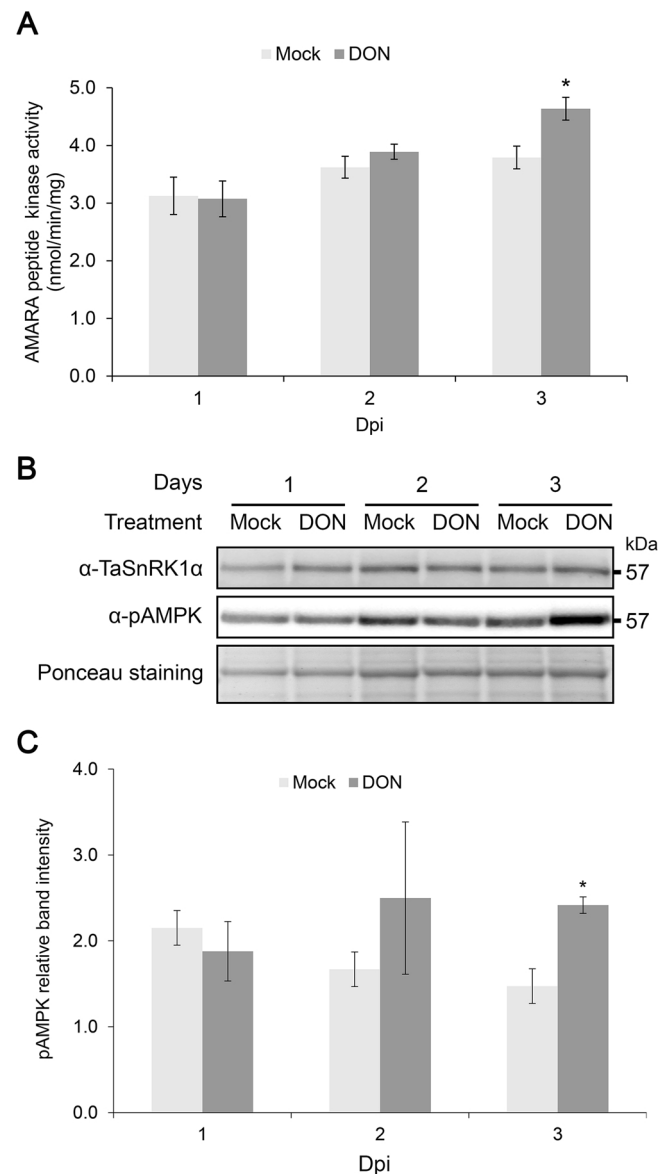 A
Mock DON
AMARA peptide kinase activity
(nmol/min/mg)
5.0
4.0
3.0
2.0
1.0
0.0
*
1 2 3
Dpi
B
Days 1 2 3
Treatment Mock DON Mock DON Mock DON
kDa
α-TaSnRK1α 57
α-pAMPK 57
Ponceau staining
C
Mock DON
pAMPK relative band intensity
4.0
3.0
2.0
1.0
0.0
*
1 2 3
Dpi